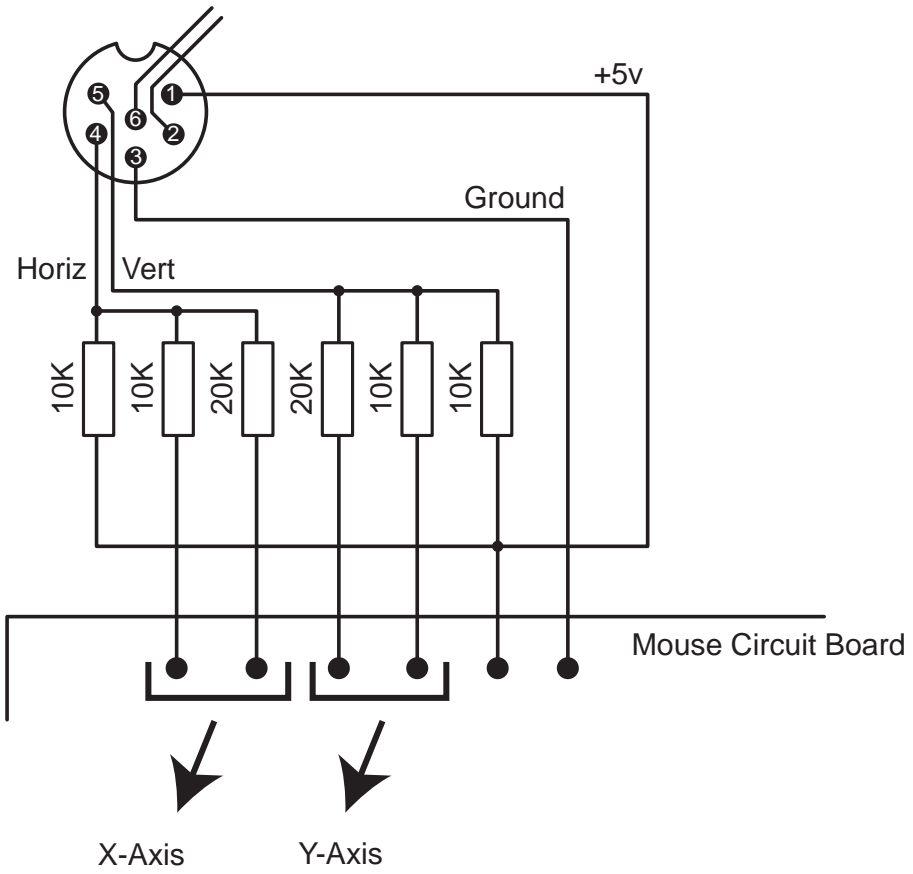 +5v
5
1
6
4
2
3
Ground
Horiz
Vert
10K
10K
20K
20K
10K
10K
Mouse Circuit Board
X-Axis
Y-Axis